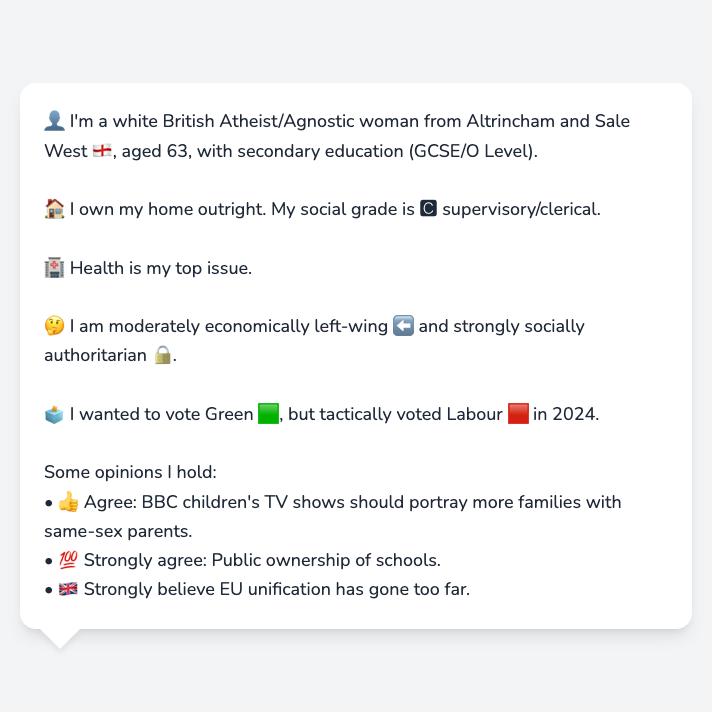 👤 I'm a white British Atheist/Agnostic woman from Altrincham and Sale
West 🏴󠁧󠁢󠁥󠁮󠁧󠁿, aged 63, with secondary education (GCSE/O Level).
🏠 I own my home outright. My social grade is 🅲 supervisory/clerical.
🏥 Health is my top issue.
🤔 I am moderately economically left-wing ⬅️ and strongly socially
authoritarian 🔒.
🗳️ I wanted to vote Green 🟩, but tactically voted Labour 🟥 in 2024.
Some opinions I hold:
• 👍 Agree: BBC children's TV shows should portray more families with
same-sex parents.
• 💯 Strongly agree: Public ownership of schools.
• 🇬🇧 Strongly believe EU unification has gone too far.